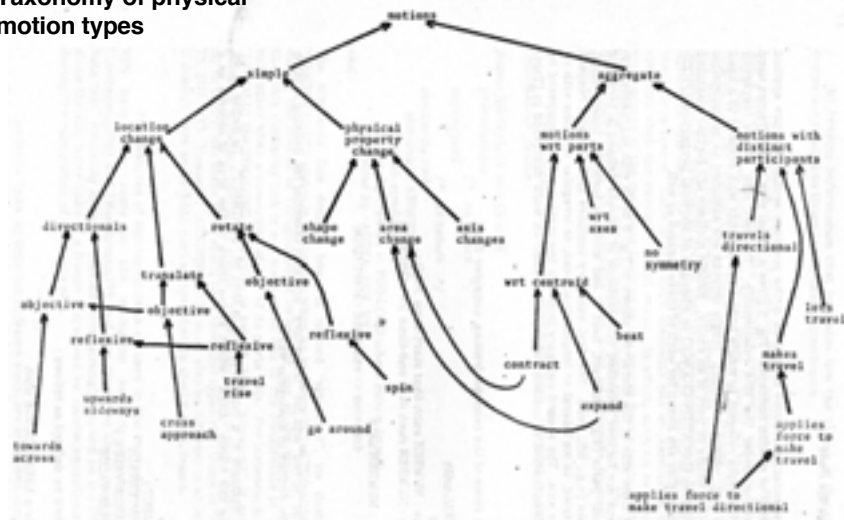 Taxonomy of physical
motion types
motions
simple
aggregate
location
change
physical
property
change
motions
wrt parts
motions with
distinct
participants
directionals
rotate
shape
change
area
change
axis
changes
wrt
axes
no
symmetry
travels
directional
translate
objective
wrt centroid
objective
objective
lets
travel
reflexive
reflexive
reflexive
beat
contract
makes
travel
travel
rise
spin
upwards
sideways
expand
cross
approach
go around
applies
force to
make
travel
towards
across
applies force to
make travel directional